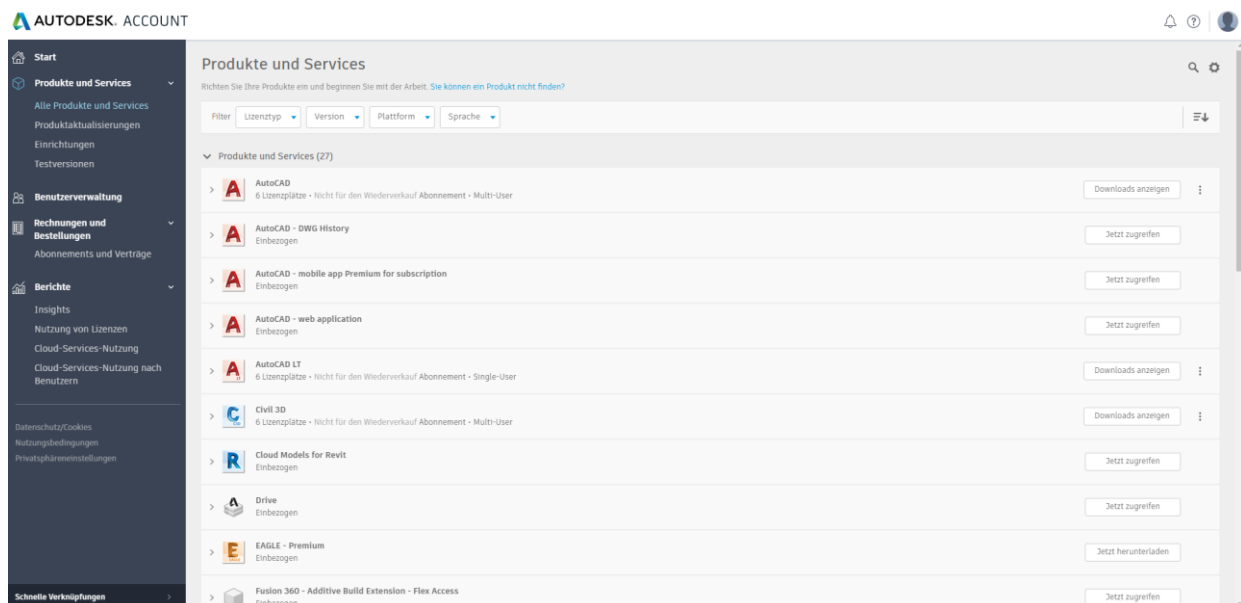 AUTODESK. ACCOUNT
Start
Produkte und Services
Alle Produkte und Services
Produktaktualisierungen
Einrichtungen
Testversionen
Benutzerverwaltung
Rechnungen und
Bestellungen
Abonnements und Verträge
Berichte
Insights
Nutzung von Lizenzen
Cloud-Services-Nutzung
Cloud-Services-Nutzung nach
Benutzern
Datenschutz/Cookies
Nutzungsbedingungen
Privatsphäreneinstellungen
Schnelle Verknüpfungen
Produkte und Services
Richten Sie Ihre Produkte ein und beginnen Sie mit der Arbeit. Sie können ein Produkt nicht finden?
Filter Lizenztyp Version Plattform Sprache
Produkte und Services (27)
AutoCAD
6 Lizenzplätze • Nicht für den Wiederverkauf Abonnement • Multi-User
Downloads anzeigen
AutoCAD - DWG History
Einbezogen
Jetzt zugreifen
AutoCAD - mobile app Premium for subscription
Einbezogen
Jetzt zugreifen
AutoCAD - web application
Einbezogen
Jetzt zugreifen
AutoCAD LT
6 Lizenzplätze • Nicht für den Wiederverkauf Abonnement • Single-User
Downloads anzeigen
Civil 3D
6 Lizenzplätze • Nicht für den Wiederverkauf Abonnement • Multi-User
Downloads anzeigen
Cloud Models for Revit
Einbezogen
Jetzt zugreifen
Drive
Einbezogen
Jetzt zugreifen
EAGLE - Premium
Einbezogen
Jetzt herunterladen
Fusion 360 - Additive Build Extension - Flex Access
Einbezogen
Jetzt zugreifen